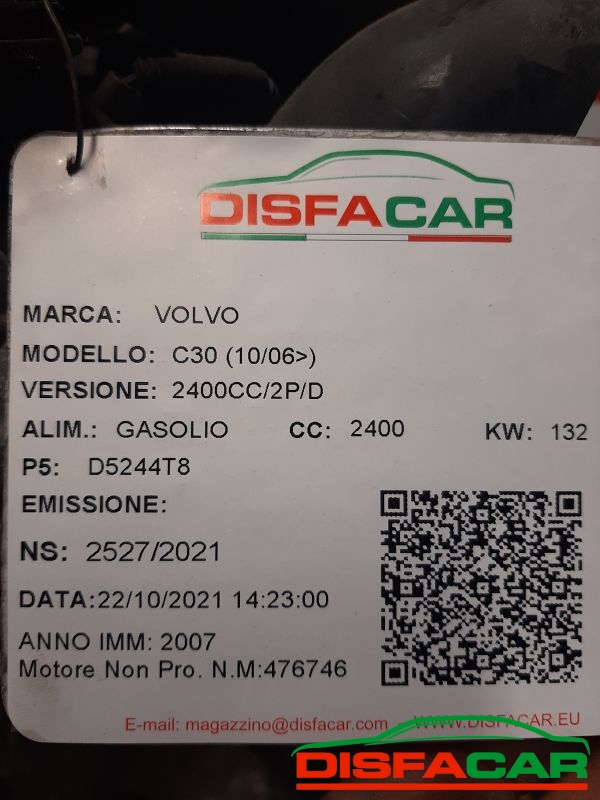 DISFACAR
MARCA: VOLVO
MODELLO: C30 (10/06>)
VERSIONE: 2400CC/2P/D
ALIM.: GASOLIO CC: 2400 KW: 132
P5: D5244T8
EMISSIONE:
NS: 2527/2021
DATA:22/10/2021 14:23:00
ANNO IMM: 2007
Motore Non Pro. N.M:476746
E-mail: magazzino@disfacar.com - WWW.DISFACAR.EU
DISFACAR